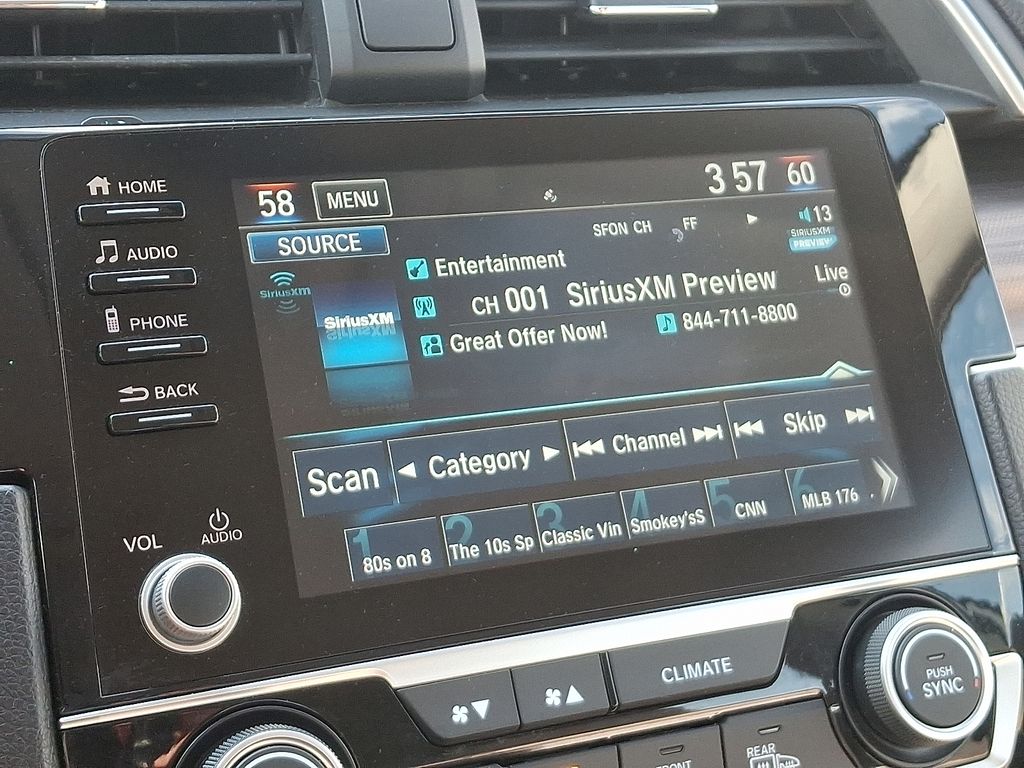 HOME
AUDIO
PHONE
BACK
VOL
AUDIO
58 MENU 3 57 60
SOURCE SFON CH FF 13
SIRIUSXM
PREVIEW
SiriusXM
SiriusXM
Entertainment
CH 001 SiriusXM Preview Live
Great Offer Now! 844-711-8800
Scan Category Channel Skip
1 80s on 8
2 The 10s Sp
3 Classic Vin
4 Smokey'sS
5 CNN
6 MLB 176
CLIMATE
PUSH
SYNC
FRONT
REAR